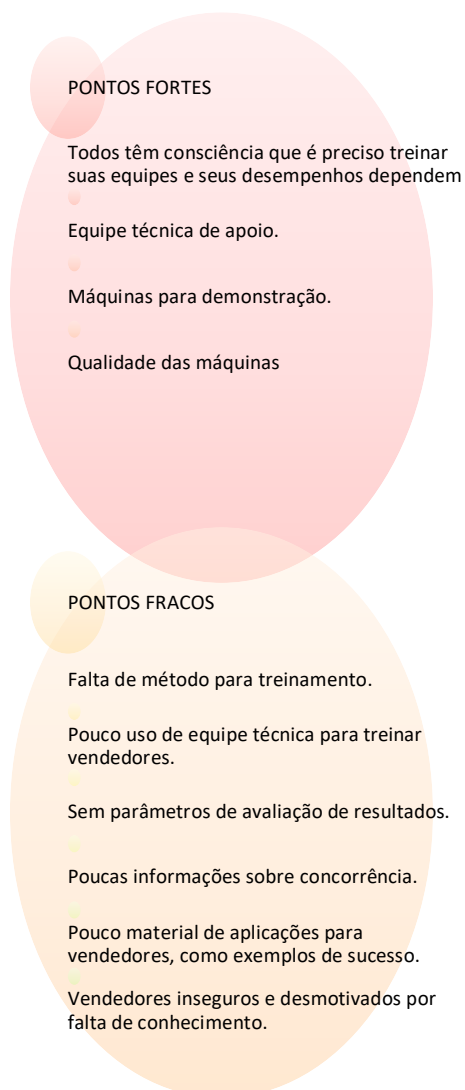 PONTOS FORTES
Todos têm consciência que é preciso treinar
suas equipes e seus desempenhos dependem
Equipe técnica de apoio.
Máquinas para demonstração.
Qualidade das máquinas
PONTOS FRACOS
Falta de método para treinamento.
Pouco uso de equipe técnica para treinar
vendedores.
Sem parâmetros de avaliação de resultados.
Poucas informações sobre concorrência.
Pouco material de aplicações para
vendedores, como exemplos de sucesso.
Vendedores inseguros e desmotivados por
falta de conhecimento.